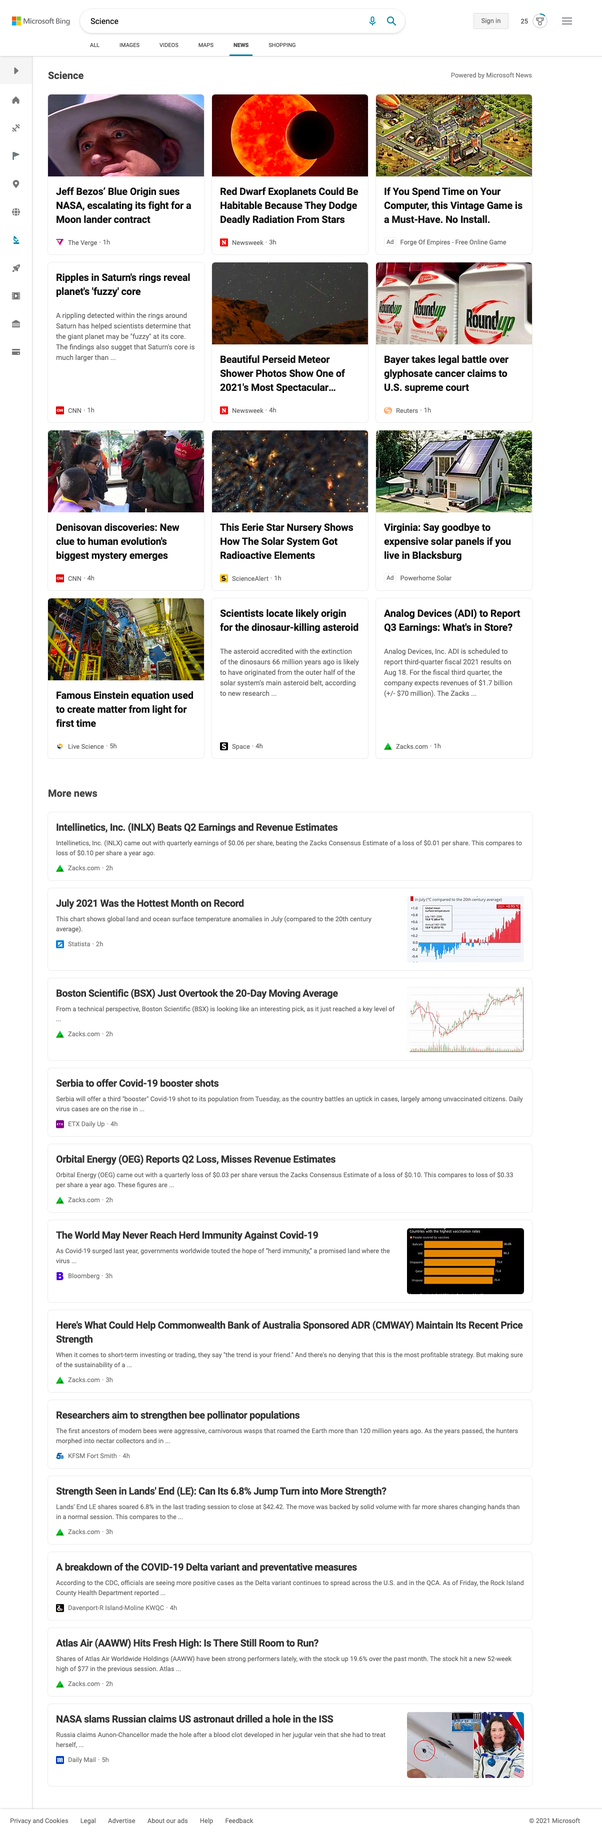 Microsoft Bing
Science
Sign in
25
ALL IMAGES VIDEOS MAPS NEWS SHOPPING
Science
Powered by Microsoft News
Jeff Bezos' Blue Origin sues
NASA, escalating its fight for a
Moon lander contract
The Verge · 1h
Red Dwarf Exoplanets Could Be
Habitable Because They Dodge
Deadly Radiation From Stars
Newsweek · 3h
If You Spend Time on Your
Computer, this Vintage Game is
a Must-Have. No Install.
Ad Forge Of Empires - Free Online Game
Ripples in Saturn's rings reveal
planet's 'fuzzy' core
A rippling detected within the rings around
Saturn has helped scientists determine that
the giant planet may be "fuzzy" at its core.
The findings also sugget that Saturn's core is
much larger than ...
CNN · 1h
Beautiful Perseid Meteor
Shower Photos Show One of
2021's Most Spectacular...
Newsweek · 4h
Roundup
Roundup
Roundup
Bayer takes legal battle over
glyphosate cancer claims to
U.S. supreme court
Reuters · 1h
Denisovan discoveries: New
clue to human evolution's
biggest mystery emerges
CNN · 4h
This Eerie Star Nursery Shows
How The Solar System Got
Radioactive Elements
ScienceAlert · 1h
Virginia: Say goodbye to
expensive solar panels if you
live in Blacksburg
Ad Powerhome Solar
Famous Einstein equation used
to create matter from light for
first time
Live Science · 5h
Scientists locate likely origin
for the dinosaur-killing asteroid
The asteroid accredited with the extinction
of the dinosaurs 66 million years ago is likely
to have originated from the outer half of the
solar system's main asteroid belt, according
to new research ...
Space · 4h
Analog Devices (ADI) to Report
Q3 Earnings: What's in Store?
Analog Devices, Inc. ADI is scheduled to
report third-quarter fiscal 2021 results on
Aug 18. For the fiscal third quarter, the
company expects revenues of $1.7 billion
(+/- $70 million). The Zacks ...
Zacks.com · 1h
More news
Intellinetics, Inc. (INLX) Beats Q2 Earnings and Revenue Estimates
Intellinetics, Inc. (INLX) came out with quarterly earnings of $0.06 per share, beating the Zacks Consensus Estimate of a loss of $0.01 per share. This compares to
loss of $0.10 per share a year ago.
Zacks.com · 2h
July 2021 Was the Hottest Month on Record
This chart shows global land and ocean surface temperature anomalies in July (compared to the 20th century
average).
Statista · 2h
in July (°C compared to the 20th century average)
Boston Scientific (BSX) Just Overtook the 20-Day Moving Average
From a technical perspective, Boston Scientific (BSX) is looking like an interesting pick, as it just reached a key level of
...
Zacks.com · 2h
Serbia to offer Covid-19 booster shots
Serbia will offer a third "booster" Covid-19 shot to its population from Tuesday, as the country battles an uptick in cases, largely among unvaccinated citizens. Daily
virus cases are on the rise in ...
ETX Daily Up · 4h
Orbital Energy (OEG) Reports Q2 Loss, Misses Revenue Estimates
Orbital Energy (OEG) came out with a quarterly loss of $0.03 per share versus the Zacks Consensus Estimate of a loss of $0.10. This compares to loss of $0.33
per share a year ago. These figures are ...
Zacks.com · 2h
The World May Never Reach Herd Immunity Against Covid-19
As Covid-19 surged last year, governments worldwide touted the hope of "herd immunity," a promised land where the
virus ...
Bloomberg · 3h
Countries with the highest vaccination rates
Here's What Could Help Commonwealth Bank of Australia Sponsored ADR (CMWAY) Maintain Its Recent Price
Strength
When it comes to short-term investing or trading, they say "the trend is your friend." And there's no denying that this is the most profitable strategy. But making sure
of the sustainability of a ...
Zacks.com · 3h
Researchers aim to strengthen bee pollinator populations
The first ancestors of modern bees were aggressive, carnivorous wasps that roamed the Earth more than 120 million years ago. As the years passed, the hunters
morphed into nectar collectors and in ...
KFSM Fort Smith · 4h
Strength Seen in Lands' End (LE): Can Its 6.8% Jump Turn into More Strength?
Lands' End LE shares soared 6.8% in the last trading session to close at $42.42. The move was backed by solid volume with far more shares changing hands than
in a normal session. This compares to the ...
Zacks.com · 3h
A breakdown of the COVID-19 Delta variant and preventative measures
According to the CDC, officials are seeing more positive cases as the Delta variant continues to spread across the U.S. and in the QCA. As of Friday, the Rock Island
County Health Department reported ...
Davenport-R Island-Moline KWQC · 4h
Atlas Air (AAWW) Hits Fresh High: Is There Still Room to Run?
Shares of Atlas Air Worldwide Holdings (AAWW) have been strong performers lately, with the stock up 19.6% over the past month. The stock hit a new 52-week
high of $77 in the previous session. Atlas ...
Zacks.com · 2h
NASA slams Russian claims US astronaut drilled a hole in the ISS
Russia claims Aunon-Chancellor made the hole after a blood clot developed in her jugular vein that she had to treat
herself, ...
Daily Mail · 5h
Privacy and Cookies Legal Advertise About our ads Help Feedback
© 2021 Microsoft